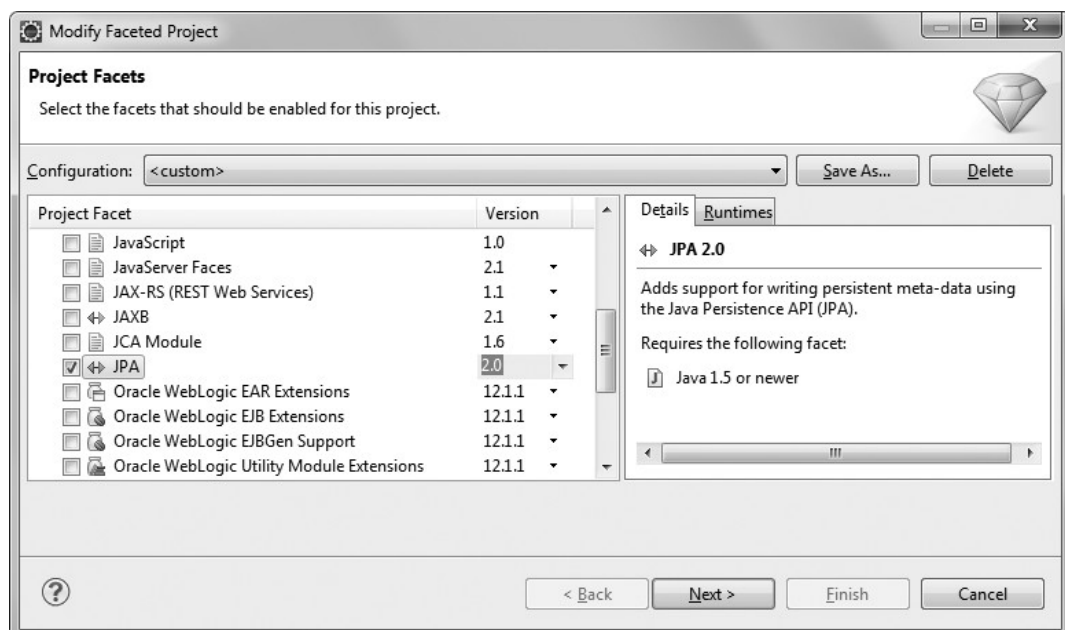 Modify Faceted Project
Project Facets
Select the facets that should be enabled for this project.
Configuration: <custom> Save As... Delete
Project Facet Version
JavaScript 1.0
JavaServer Faces 2.1
JAX-RS (REST Web Services) 1.1
JAXB 2.1
JCA Module 1.6
JPA 2.0
Oracle WebLogic EAR Extensions 12.1.1
Oracle WebLogic EJB Extensions 12.1.1
Oracle WebLogic EJBGen Support 12.1.1
Oracle WebLogic Utility Module Extensions 12.1.1
Details Runtimes
JPA 2.0
Adds support for writing persistent meta-data using
the Java Persistence API (JPA).
Requires the following facet:
Java 1.5 or newer
< Back Next > Finish Cancel